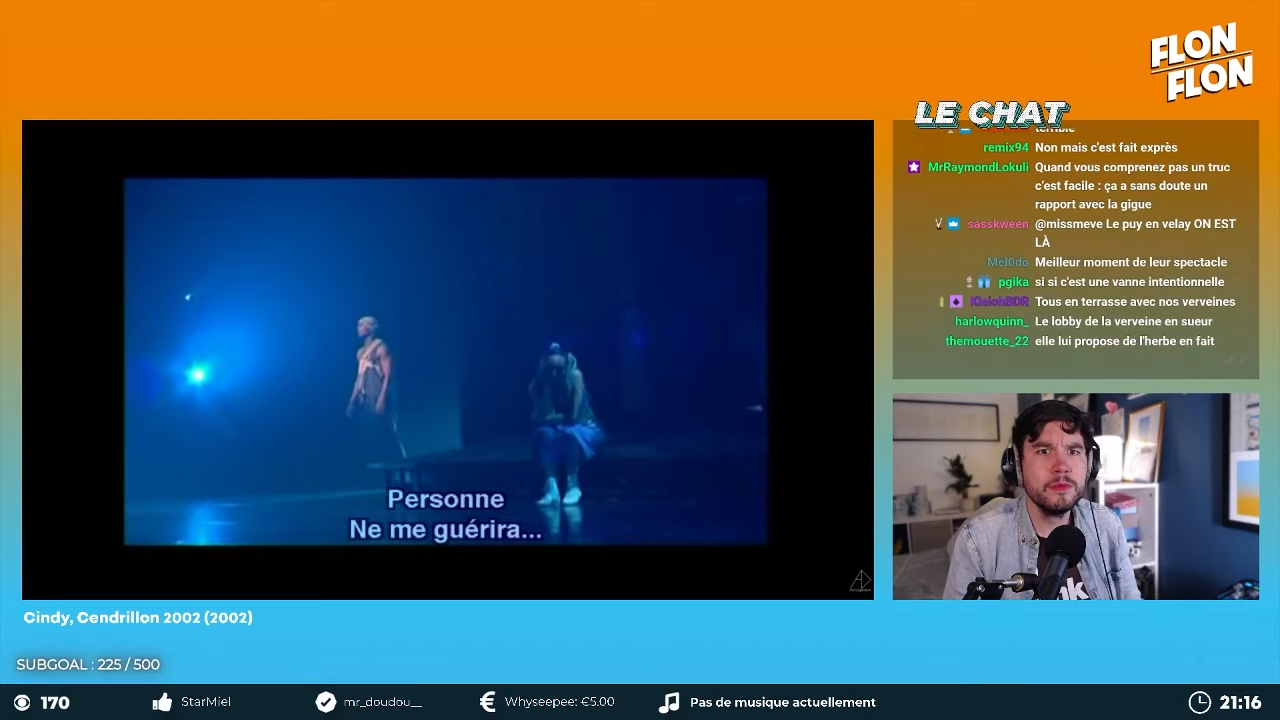 FLON
FLON
LE CHAT
terrible
remix94 Non mais c'est fait exprès
MrRaymondLokuli Quand vous comprenez pas un truc
c'est facile : ça a sans doute un
rapport avec la gigue
sasskween @missmeve Le puy en velay ON EST
LÀ
Mel0do Meilleur moment de leur spectacle
pgika si si c'est une vanne intentionnelle
KleiohBDR Tous en terrasse avec nos verveines
harlowquinn_ Le lobby de la verveine en sueur
themouette_22 elle lui propose de l'herbe en fait
Personne
Ne me guérira...
Cindy, Cendrillon 2002 (2002)
SUBGOAL : 225 / 500
170 StarMiel mr_doudou__ Whyseepee: €5.00 Pas de musique actuellement 21:16